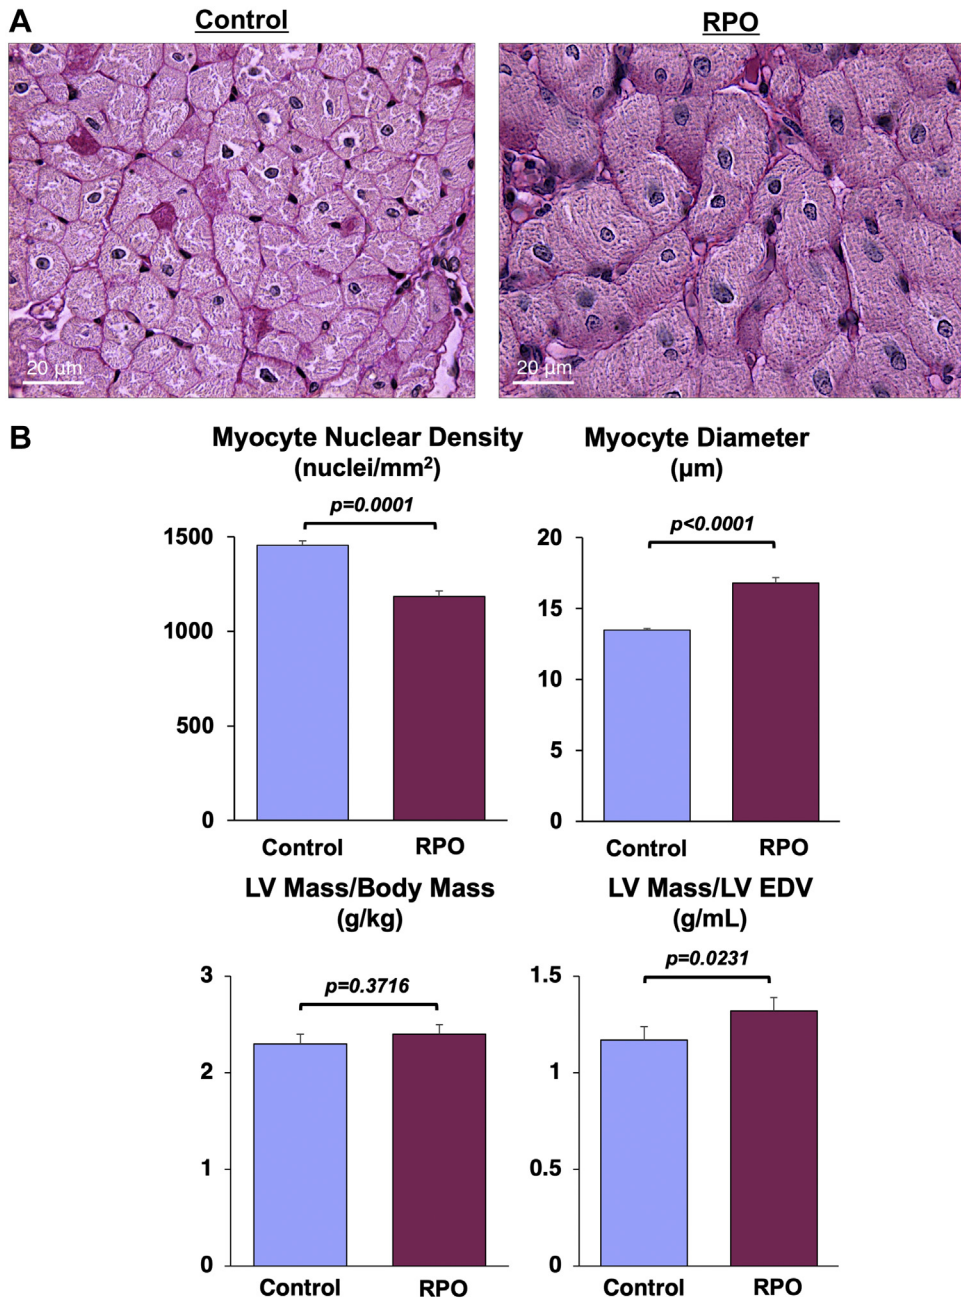 A
Control
RPO
20 µm
20 µm
B
Myocyte Nuclear Density
(nuclei/mm²)
p=0.0001
1500
1000
500
0
Control
RPO
Myocyte Diameter
(µm)
p<0.0001
20
15
10
5
0
Control
RPO
LV Mass/Body Mass
(g/kg)
p=0.3716
3
2
1
0
Control
RPO
LV Mass/LV EDV
(g/mL)
p=0.0231
1.5
1
0.5
0
Control
RPO